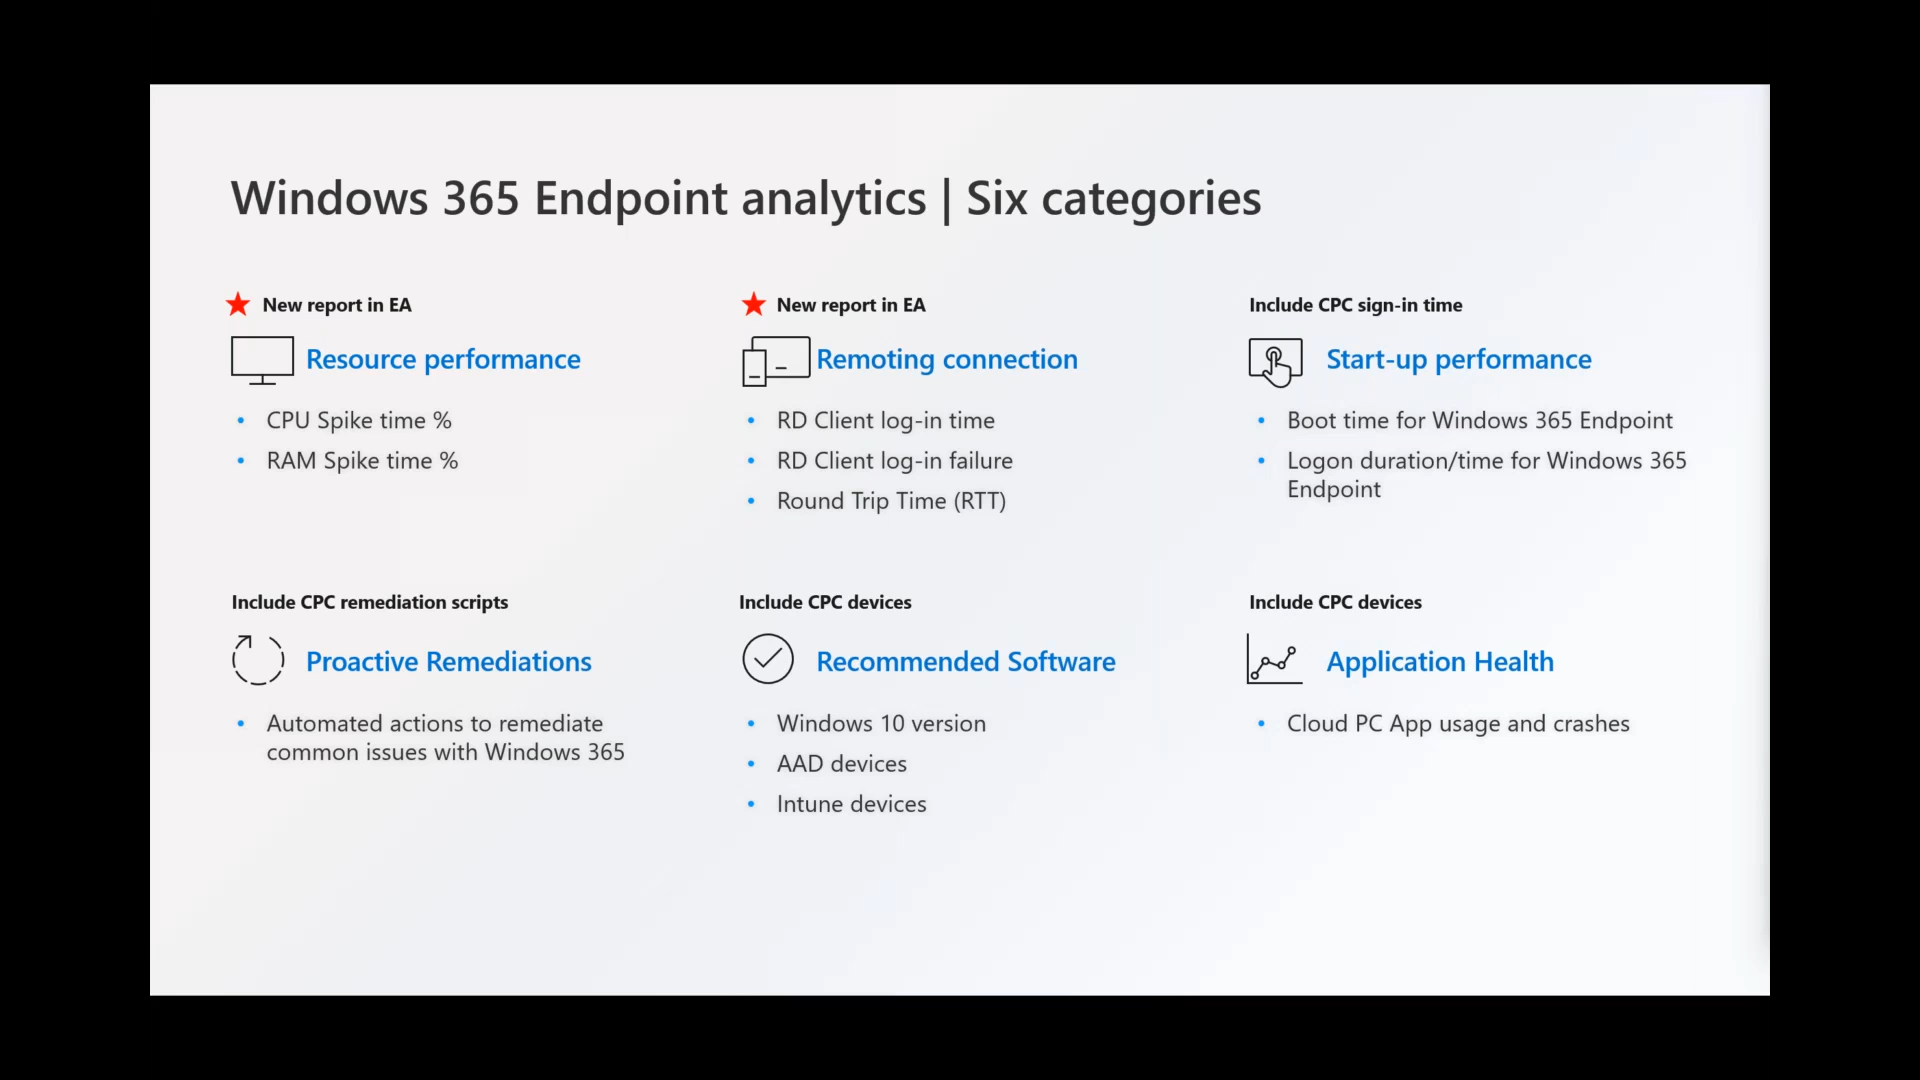 Windows 365 Endpoint analytics | Six categories
New report in EA
Resource performance
• CPU Spike time %
• RAM Spike time %
New report in EA
Remoting connection
• RD Client log-in time
• RD Client log-in failure
• Round Trip Time (RTT)
Include CPC sign-in time
Start-up performance
• Boot time for Windows 365 Endpoint
• Logon duration/time for Windows 365
Endpoint
Include CPC remediation scripts
Proactive Remediations
• Automated actions to remediate
common issues with Windows 365
Include CPC devices
Recommended Software
• Windows 10 version
• AAD devices
• Intune devices
Include CPC devices
Application Health
• Cloud PC App usage and crashes